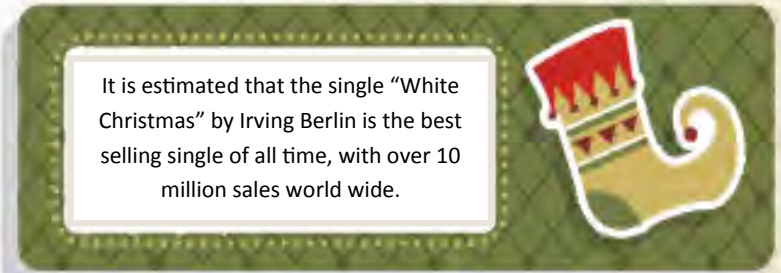 It is estimated that the single “White
Christmas” by Irving Berlin is the best
selling single of all time, with over 10
million sales world wide.